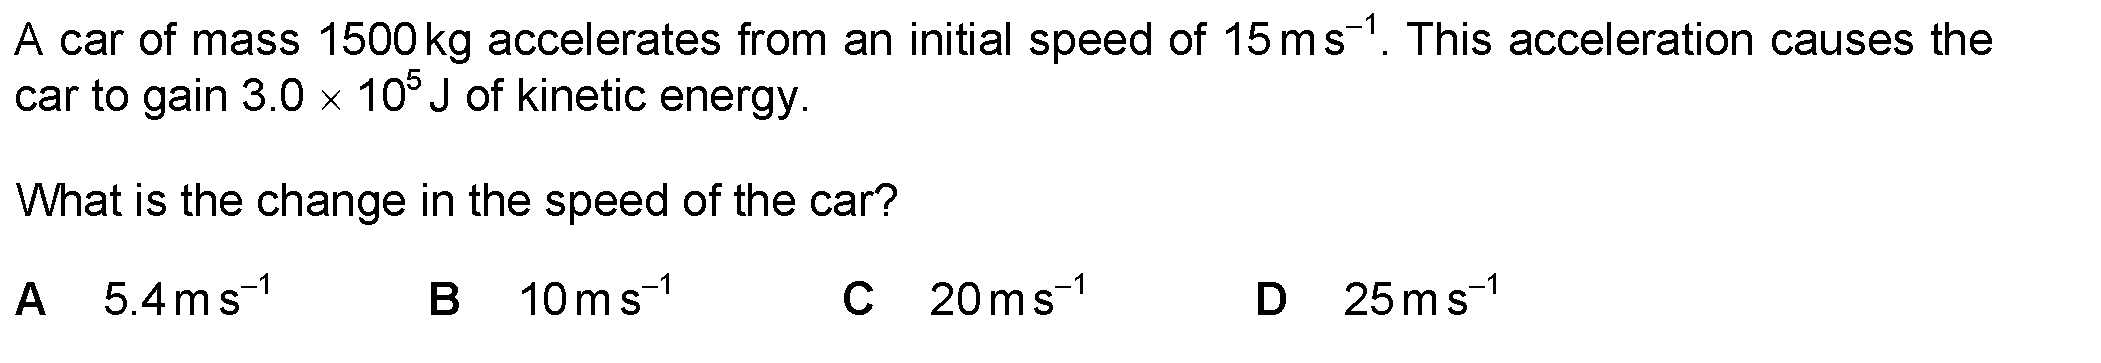 A car of mass 1500 kg accelerates from an initial speed of 15 m s⁻¹. This acceleration causes the
car to gain 3.0 × 10⁵ J of kinetic energy.
What is the change in the speed of the car?
A 5.4 m s⁻¹ B 10 m s⁻¹ C 20 m s⁻¹ D 25 m s⁻¹